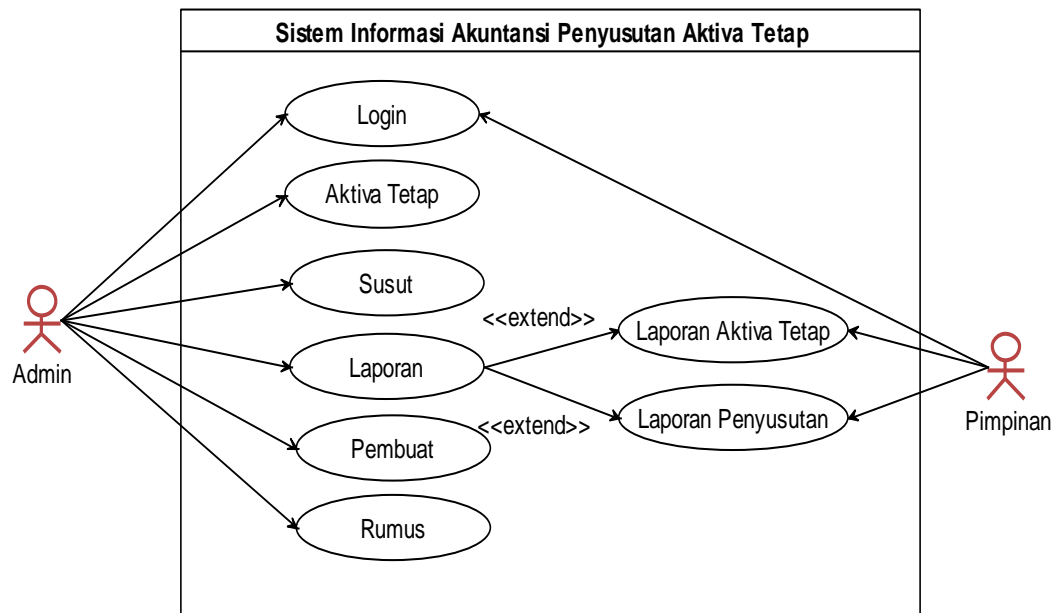 Sistem Informasi Akuntansi Penyusutan Aktiva Tetap
Login
Aktiva Tetap
Susut
<<extend>>
Laporan Aktiva Tetap
Admin
Laporan
Pimpinan
<<extend>>
Laporan Penyusutan
Pembuat
Rumus